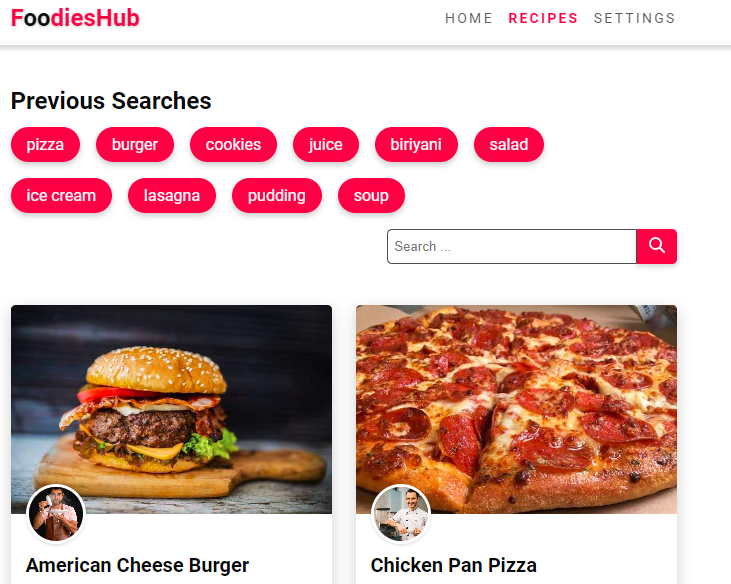 FoodiesHub HOME RECIPES SETTINGS
Previous Searches
pizza burger cookies juice biriyani salad
ice cream lasagna pudding soup
Search ...
American Cheese Burger Chicken Pan Pizza